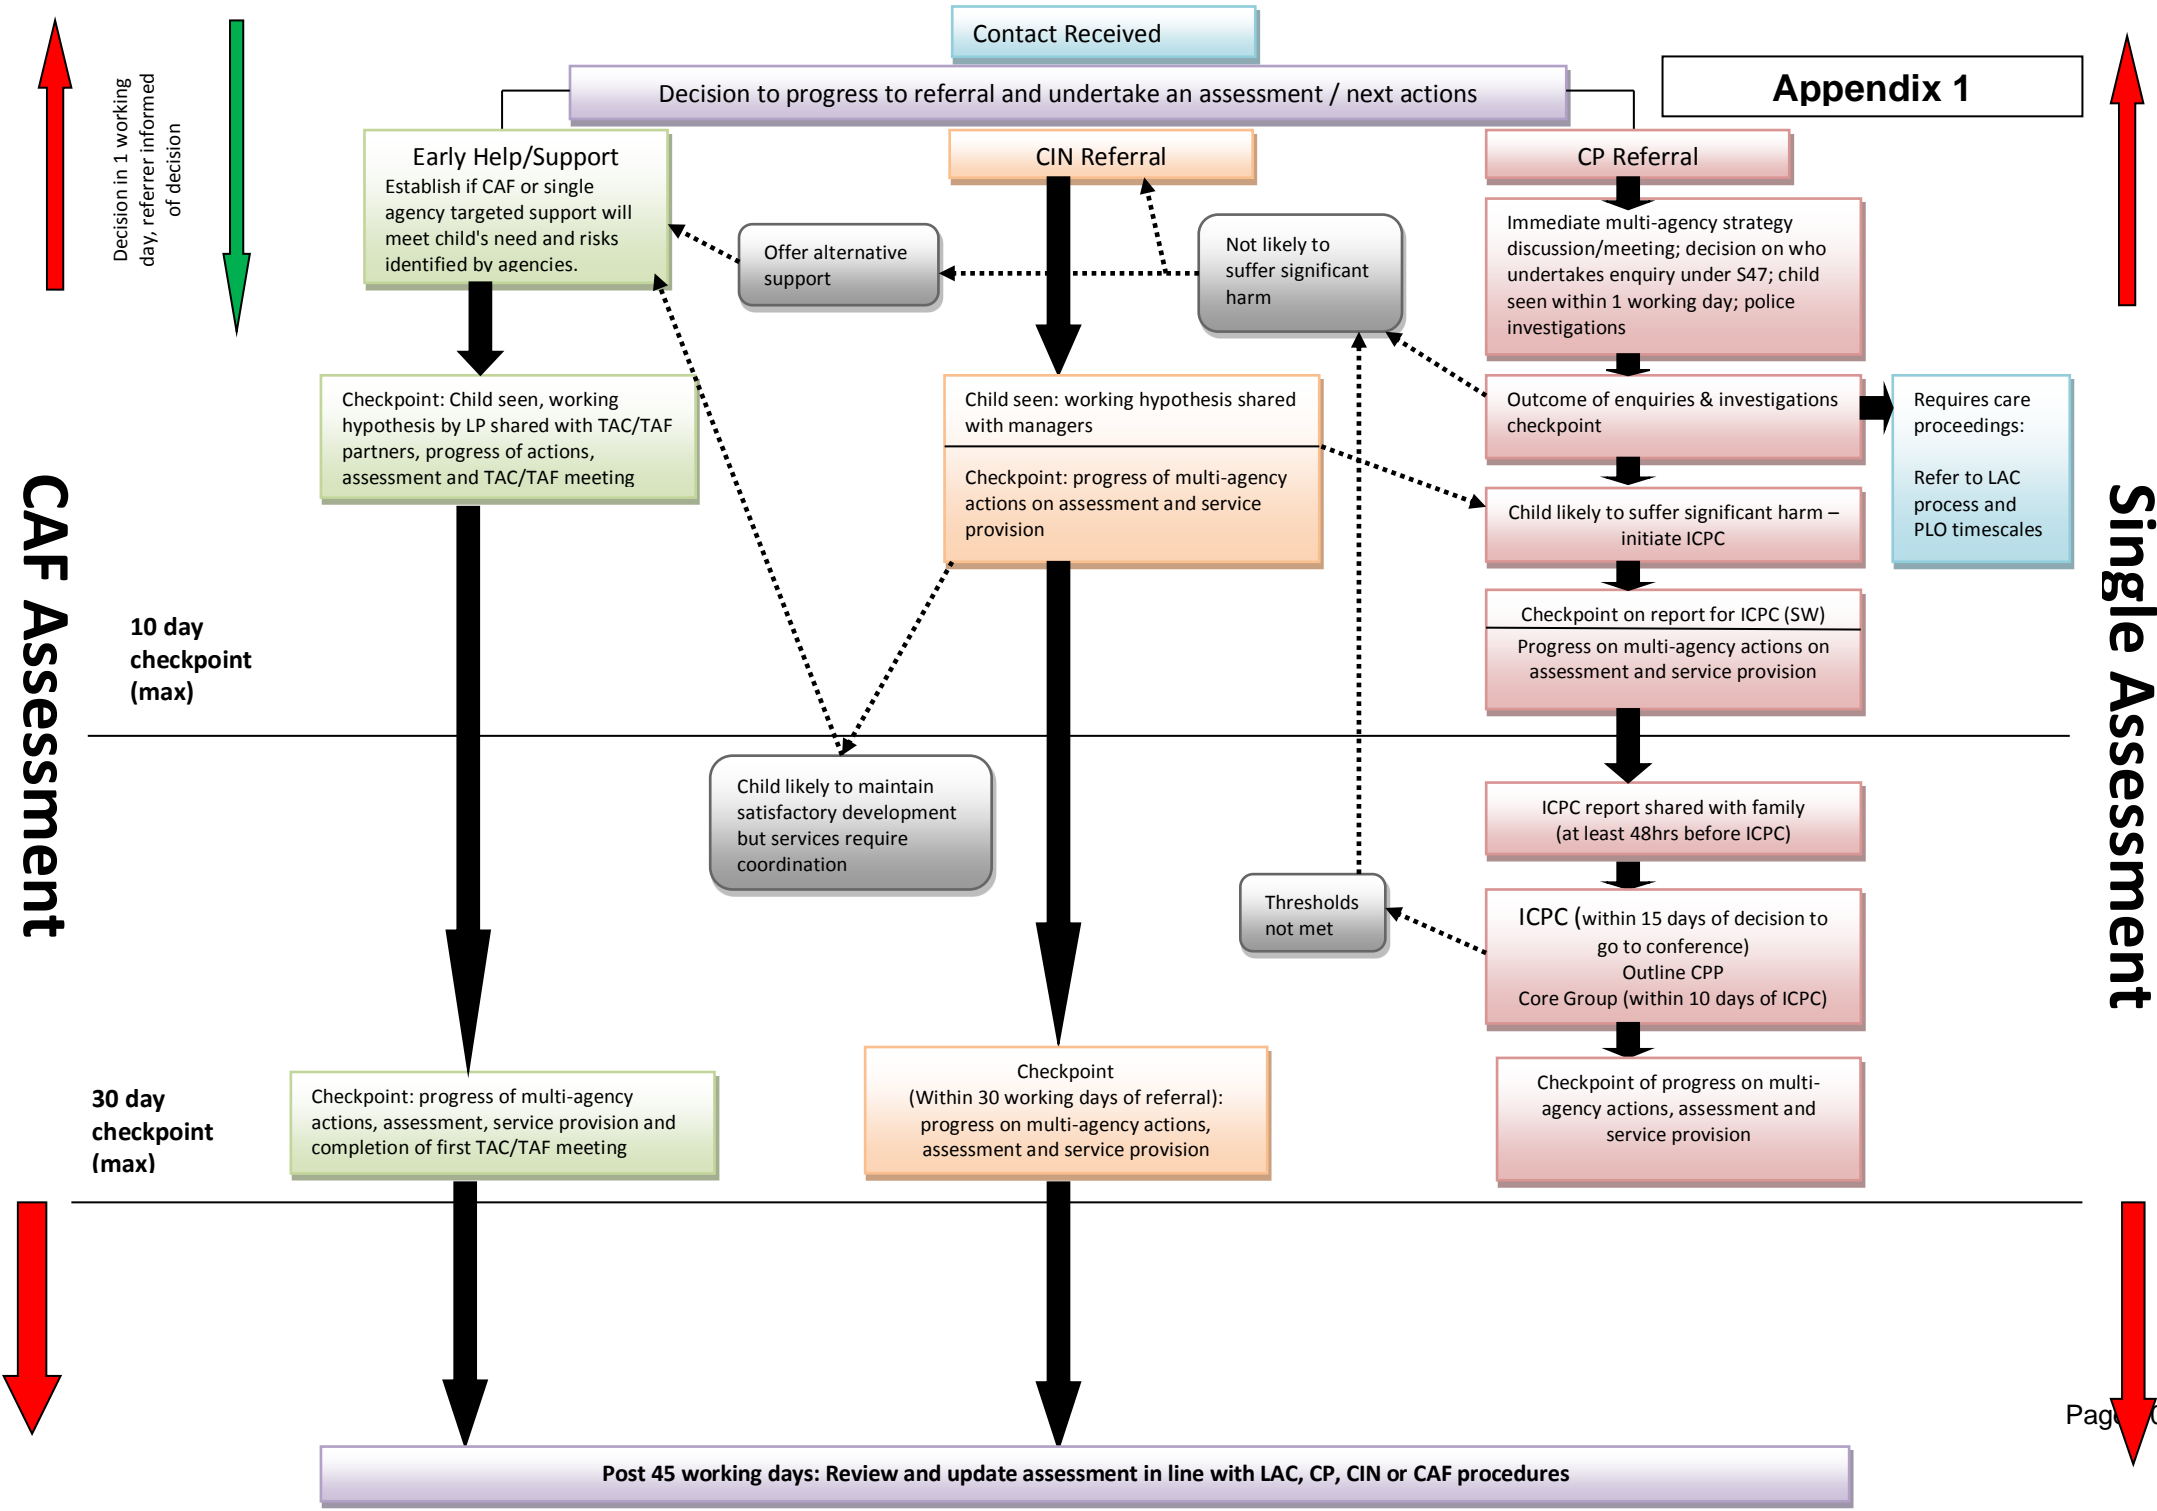 Contact Received
Decision to progress to referral and undertake an assessment / next actions
Appendix 1
Decision in 1 working
day, referrer informed
of decision
Early Help/Support
Establish if CAF or single
agency targeted support will
meet child's need and risks
identified by agencies.
CIN Referral
CP Referral
Offer alternative
support
Not likely to
suffer significant
harm
Immediate multi-agency strategy
discussion/meeting; decision on who
undertakes enquiry under S47; child
seen within 1 working day; police
investigations
Checkpoint: Child seen, working
hypothesis by LP shared with TAC/TAF
partners, progress of actions,
assessment and TAC/TAF meeting
Child seen: working hypothesis shared
with managers
Checkpoint: progress of multi-agency
actions on assessment and service
provision
Outcome of enquiries & investigations
checkpoint
Requires care
proceedings:
Refer to LAC
process and
PLO timescales
Child likely to suffer significant harm –
initiate ICPC
CAF Assessment
Single Assessment
10 day
checkpoint
(max)
Checkpoint on report for ICPC (SW)
Progress on multi-agency actions on
assessment and service provision
Child likely to maintain
satisfactory development
but services require
coordination
ICPC report shared with family
(at least 48hrs before ICPC)
Thresholds
not met
ICPC (within 15 days of decision to
go to conference)
Outline CPP
Core Group (within 10 days of ICPC)
30 day
checkpoint
(max)
Checkpoint: progress of multi-agency
actions, assessment, service provision and
completion of first TAC/TAF meeting
Checkpoint
(Within 30 working days of referral):
progress on multi-agency actions,
assessment and service provision
Checkpoint of progress on multi-
agency actions, assessment and
service provision
Post 45 working days: Review and update assessment in line with LAC, CP, CIN or CAF procedures